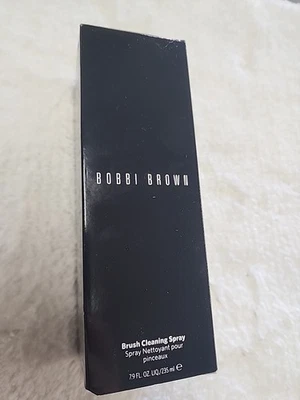 BOBBI BROWN
Brush Cleaning Spray
Spray Nettoyant pour
pinceaux
7.9 FL. OZ. LIQ./235 ml ℮